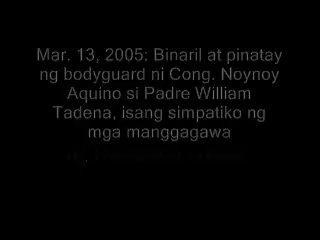 Mar. 13, 2005: Binaril at pinatay
ng bodyguard ni Cong. Noynoy
Aquino si Padre William
Tadena, isang simpatiko ng
mga manggagawa